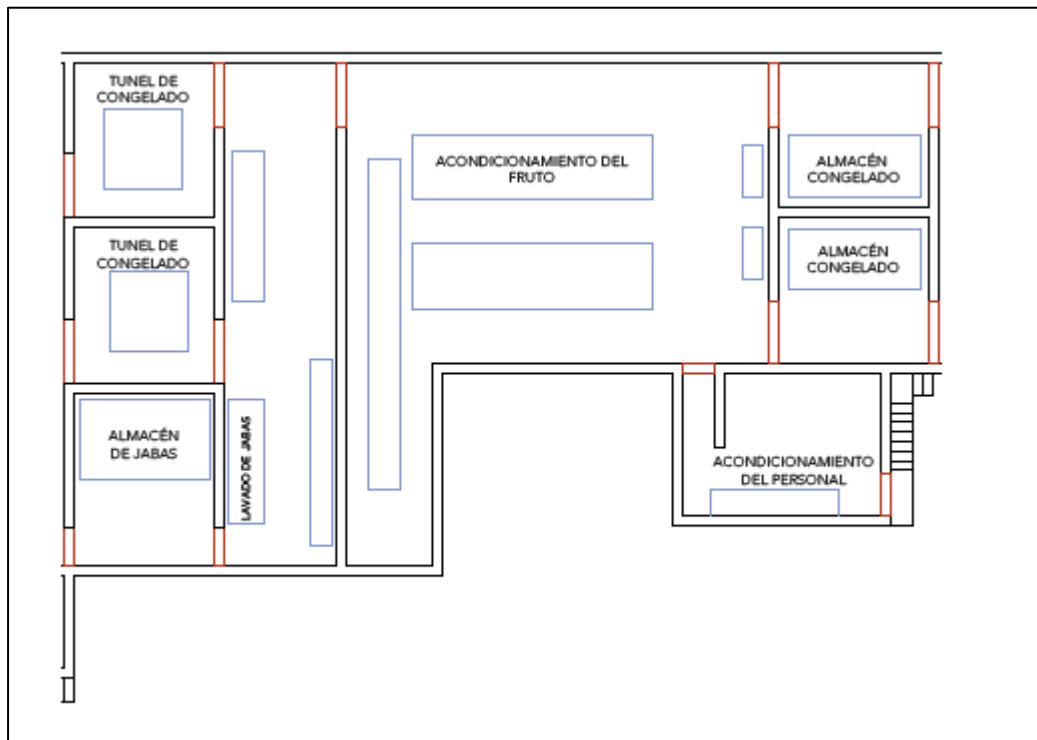 TUNEL DE
CONGELADO
ACONDICIONAMIENTO DEL
FRUTO
ALMACÉN
CONGELADO
TUNEL DE
CONGELADO
ALMACÉN
CONGELADO
ALMACÉN
DE JABAS
LAVADO DE JABAS
ACONDICIONAMIENTO
DEL PERSONAL